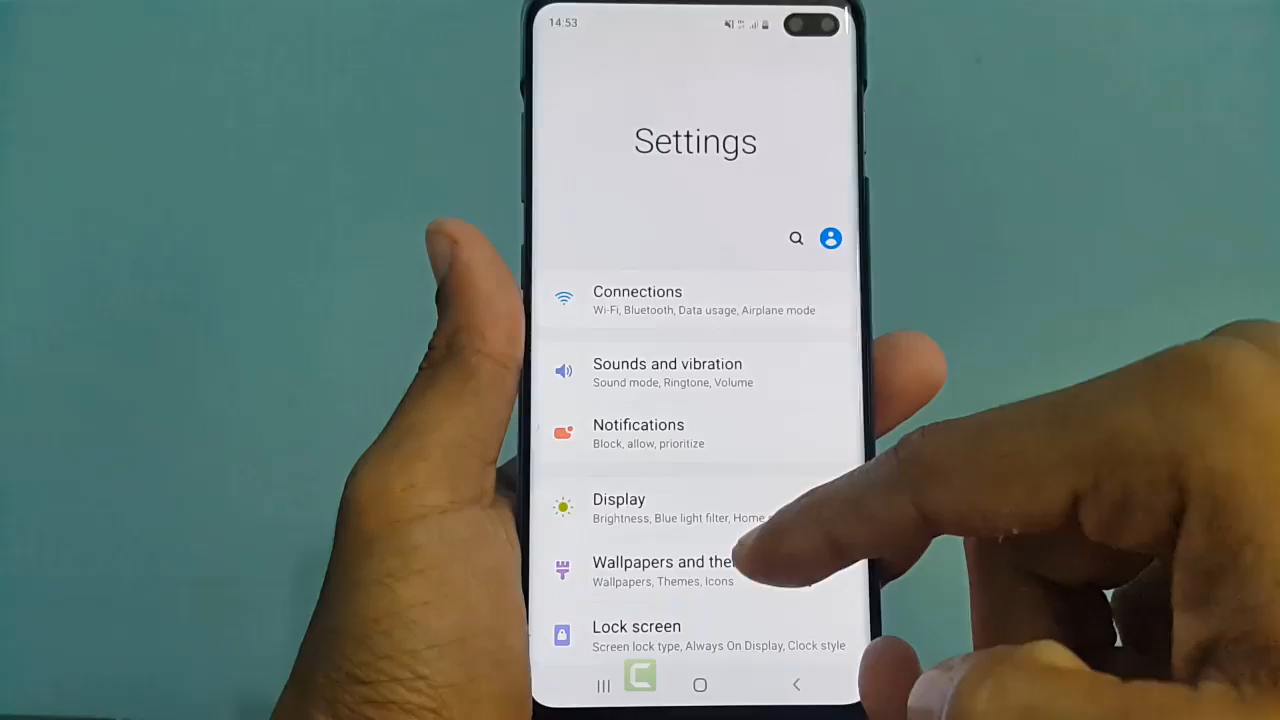 14:53
Settings
Connections
Wi-Fi, Bluetooth, Data usage, Airplane mode
Sounds and vibration
Sound mode, Ringtone, Volume
Notifications
Block, allow, prioritize
Display
Brightness, Blue light filter, Home
Wallpapers and
Wallpapers, Themes, Icons
Lock screen
Screen lock type, Always On Display, Clock style